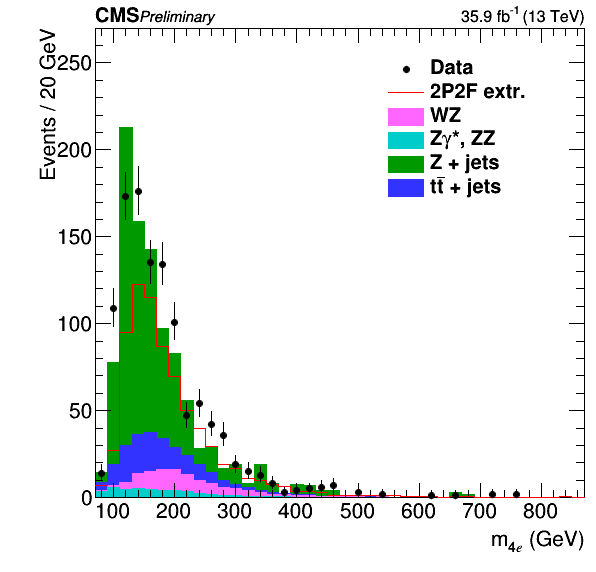 CMS Preliminary 35.9 fb⁻¹ (13 TeV)
Events / 20 GeV
250
200
150
100
50
0
Data
2P2F extr.
WZ
Zγ*, ZZ
Z + jets
tt̄ + jets
100 200 300 400 500 600 700 800
m₄ₑ (GeV)